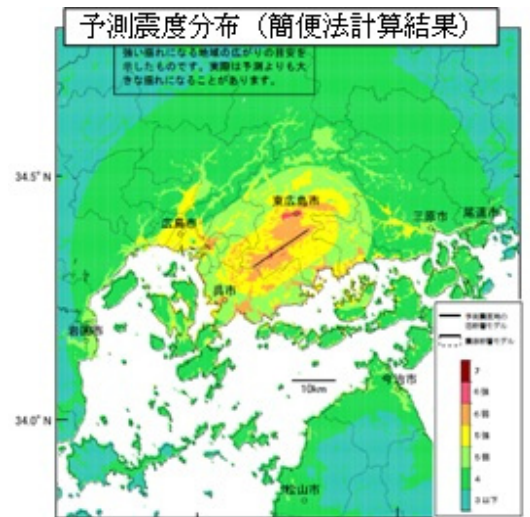 予測震度分布（簡便法計算結果）
強い揺れになる地域の広がりの目安を
示したものです。実際は予測よりも大
きな揺れになることがあります。
34.5°N
東広島市
広島市
三原市
尾道市
呉市
岩国市
10km
今治市
34.0°N
松山市
7
6強
6弱
5強
5弱
4
3以下